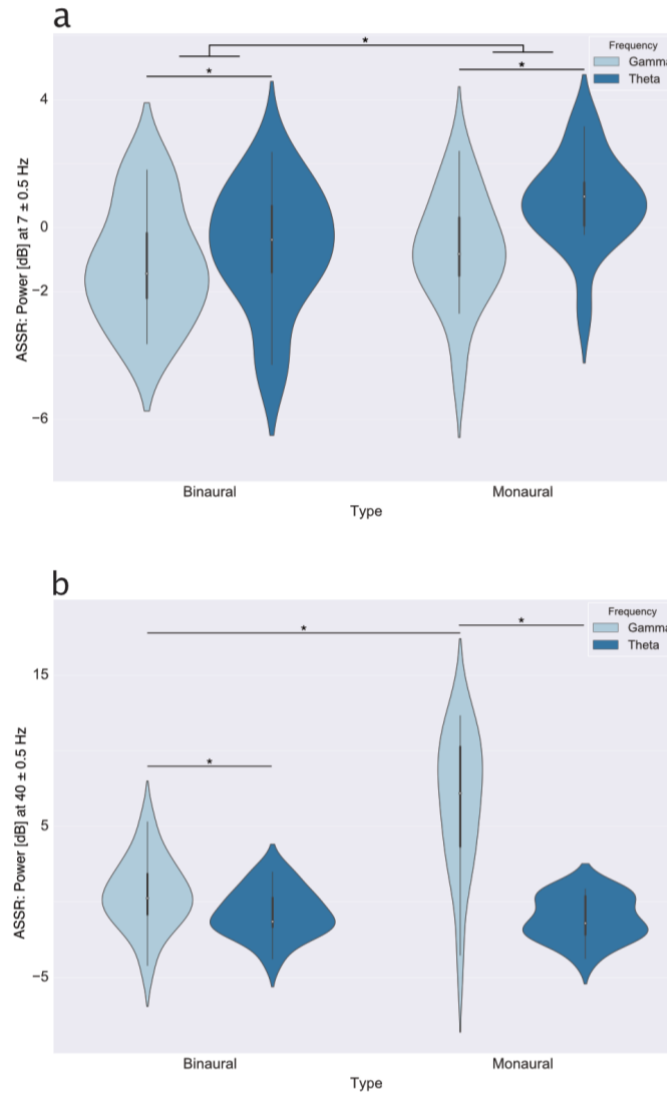 a
*
*
*
Frequency
Gamma
Theta
4
0
−2
−6
ASSR: Power [dB] at 7 ± 0.5 Hz
Binaural
Monaural
Type
b
*
*
*
Frequency
Gamma
Theta
15
5
−5
ASSR: Power [dB] at 40 ± 0.5 Hz
Binaural
Monaural
Type